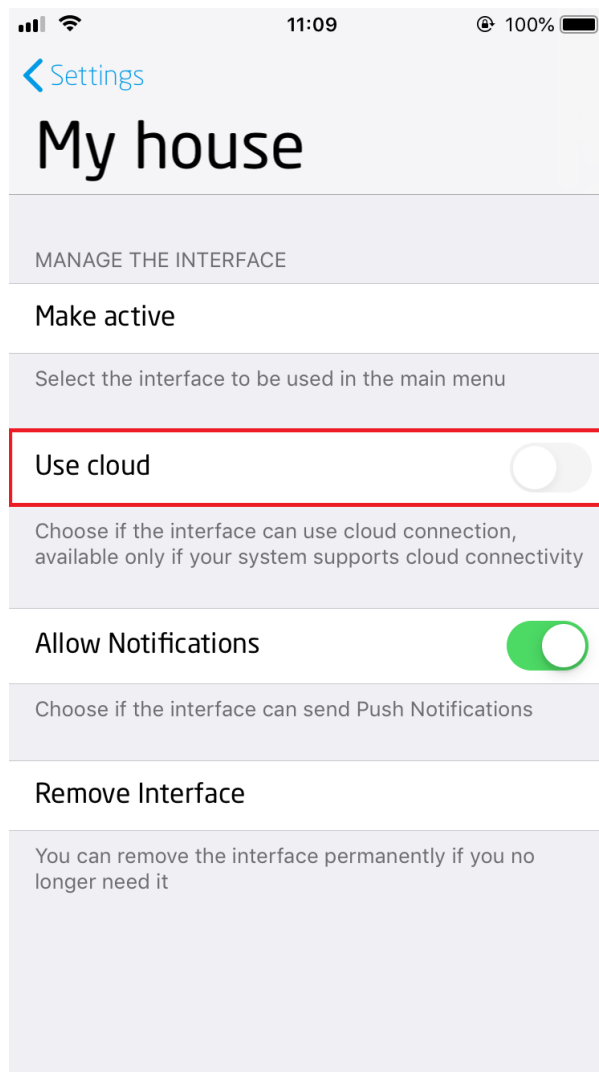 11:09 100%
Settings
My house
MANAGE THE INTERFACE
Make active
Select the interface to be used in the main menu
Use cloud
Choose if the interface can use cloud connection,
available only if your system supports cloud connectivity
Allow Notifications
Choose if the interface can send Push Notifications
Remove Interface
You can remove the interface permanently if you no
longer need it